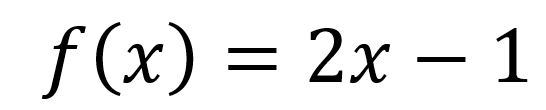 f(x) = 2x − 1